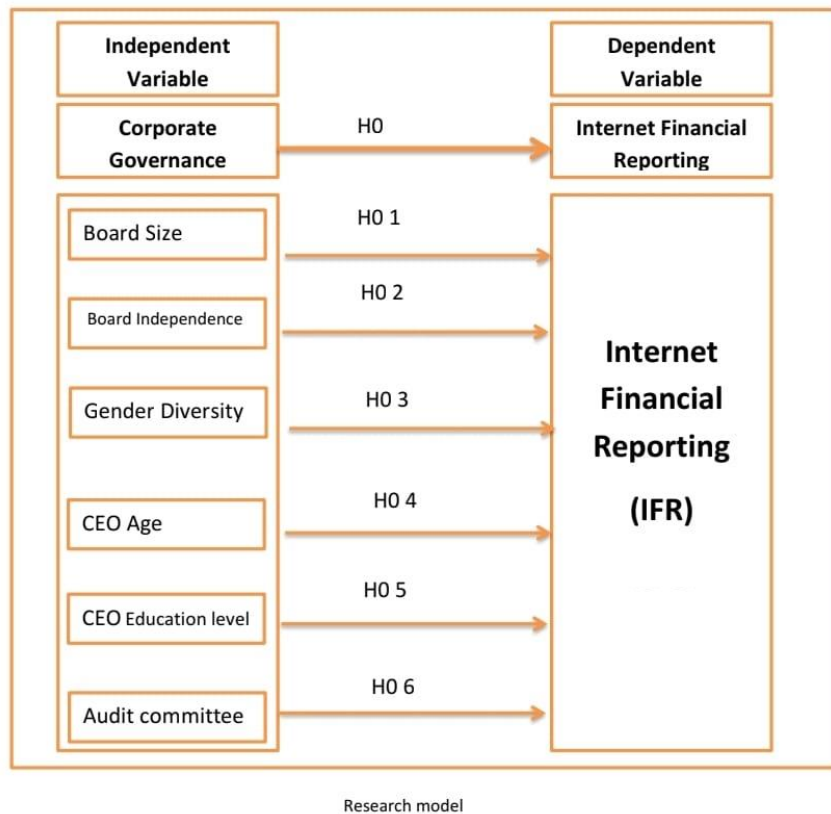 Independent
Variable
Dependent
Variable
Corporate
Governance
H0
Internet Financial
Reporting
Board Size
H0 1
Board Independence
H0 2
Gender Diversity
H0 3
CEO Age
H0 4
CEO Education level
H0 5
Audit committee
H0 6
Internet
Financial
Reporting
(IFR)
Research model